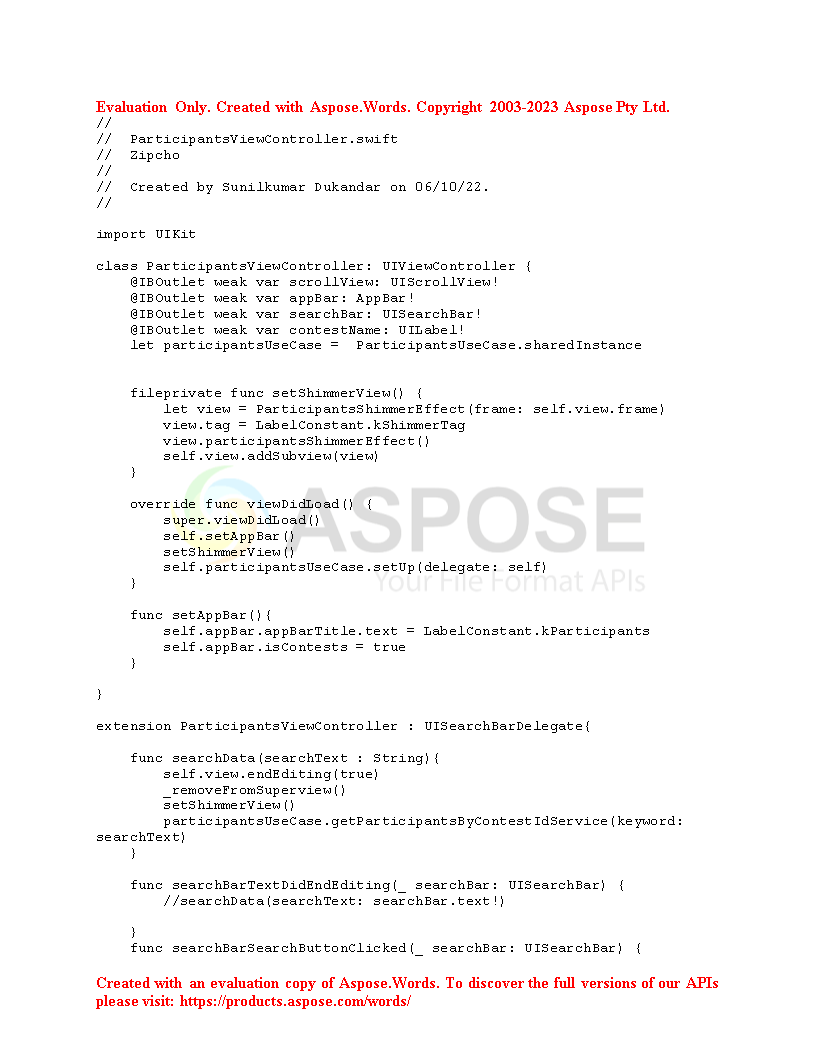 Evaluation Only. Created with Aspose.Words. Copyright 2003-2023 Aspose Pty Ltd.
//
//  ParticipantsViewController.swift
//  Zipcho
//
//  Created by Sunilkumar Dukandar on 06/10/22.
//
import UIKit
class ParticipantsViewController: UIViewController {
    @IBOutlet weak var scrollView: UIScrollView!
    @IBOutlet weak var appBar: AppBar!
    @IBOutlet weak var searchBar: UISearchBar!
    @IBOutlet weak var contestName: UILabel!
    let participantsUseCase =  ParticipantsUseCase.sharedInstance
    fileprivate func setShimmerView() {
        let view = ParticipantsShimmerEffect(frame: self.view.frame)
        view.tag = LabelConstant.kShimmerTag
        view.participantsShimmerEffect()
        self.view.addSubview(view)
    }
    override func viewDidLoad() {
        super.viewDidLoad()
        self.setAppBar()
        setShimmerView()
        self.participantsUseCase.setUp(delegate: self)
    }
ASPOSE
Your File Format APIs
    func setAppBar(){
        self.appBar.appBarTitle.text = LabelConstant.kParticipants
        self.appBar.isContests = true
    }
}
extension ParticipantsViewController : UISearchBarDelegate{
    func searchData(searchText : String){
        self.view.endEditing(true)
        _removeFromSuperview()
        setShimmerView()
        participantsUseCase.getParticipantsByContestIdService(keyword:
searchText)
    }
    func searchBarTextDidEndEditing(_ searchBar: UISearchBar) {
        //searchData(searchText: searchBar.text!)
    }
    func searchBarSearchButtonClicked(_ searchBar: UISearchBar) {
Created with an evaluation copy of Aspose.Words. To discover the full versions of our APIs
please visit: https://products.aspose.com/words/